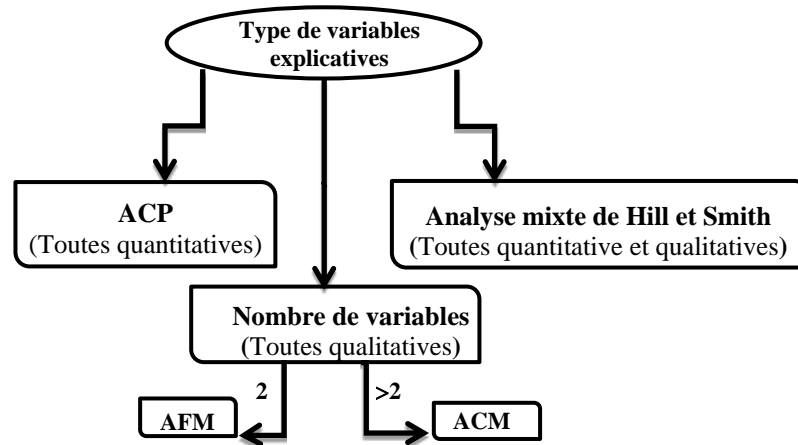 Type de variables
explicatives
ACP
(Toutes quantitatives)
Analyse mixte de Hill et Smith
(Toutes quantitative et qualitatives)
Nombre de variables
(Toutes qualitatives)
2
>2
AFM
ACM